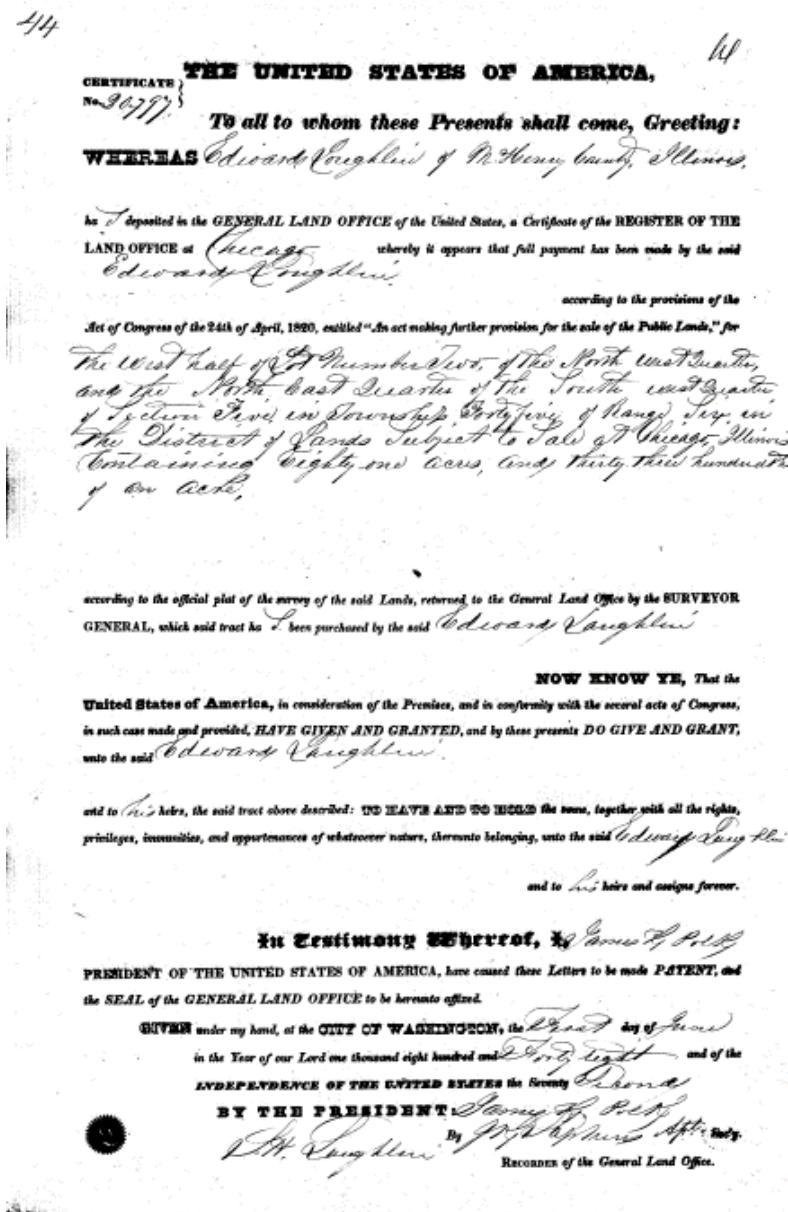 44
THE UNITED STATES OF AMERICA,
CERTIFICATE
No. 30,797
To all to whom these Presents shall come, Greeting:
WHEREAS Edward Loughlin of McHenry County, Illinois,
ha s deposited in the GENERAL LAND OFFICE of the United States, a Certificate of the REGISTER OF THE
LAND OFFICE at Chicago whereby it appears that full payment has been made by the said
Edward Loughlin
according to the provisions of the
Act of Congress of the 24th of April, 1820, entitled "An act making further provision for the sale of the Public Lands," for
the West half of Lot Number Two, of the North West Quarter,
and the North East Quarter of the South West Quarter
of Section Five, in Township Forty five of Range Six, in
the District of Lands Subject to Sale at Chicago, Illinois
Containing Eighty one acres, and thirty three hundredths
of an acre,
according to the official plat of the survey of the said Lands, returned to the General Land Office by the SURVEYOR
GENERAL, which said tract ha s been purchased by the said Edward Laughlin
NOW KNOW YE, That the
United States of America, in consideration of the Premises, and in conformity with the several acts of Congress,
in such case made and provided, HAVE GIVEN AND GRANTED, and by these presents DO GIVE AND GRANT,
unto the said Edward Laughlin
and to his heirs, the said tract above described: TO HAVE AND TO HOLD the same, together with all the rights,
privileges, immunities, and appurtenances of whatsoever nature, thereunto belonging, unto the said Edward Laughlin
and to his heirs and assigns forever.
In Testimony Whereof, I, James K. Polk
PRESIDENT OF THE UNITED STATES OF AMERICA, have caused these Letters to be made PATENT, and
the SEAL of the GENERAL LAND OFFICE to be hereunto affixed.
GIVEN under my hand, at the CITY OF WASHINGTON, the First day of June
in the Year of our Lord one thousand eight hundred and Forty eight and of the
INDEPENDENCE OF THE UNITED STATES the Seventy Second
BY THE PRESIDENT: James K. Polk
By J. K. Stephens Asst. Sec'y.
S. H. Laughlin
RECORDER of the General Land Office.